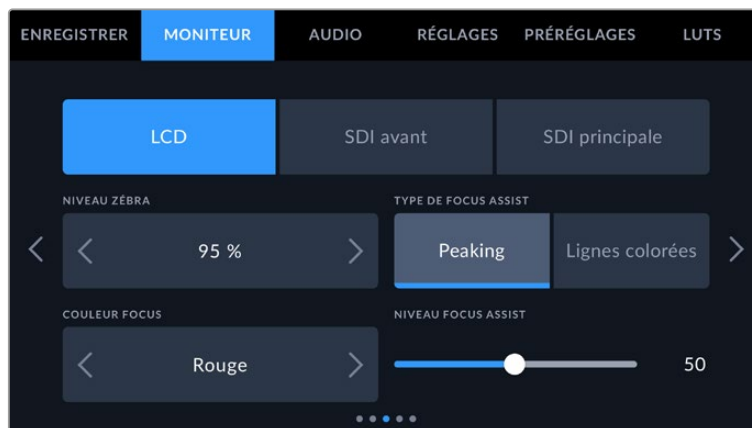 ENREGISTRER MONITEUR AUDIO RÉGLAGES PRÉRÉGLAGES LUTS
LCD SDI avant SDI principale
NIVEAU ZÉBRA TYPE DE FOCUS ASSIST
95 % Peaking Lignes colorées
COULEUR FOCUS NIVEAU FOCUS ASSIST
Rouge 50